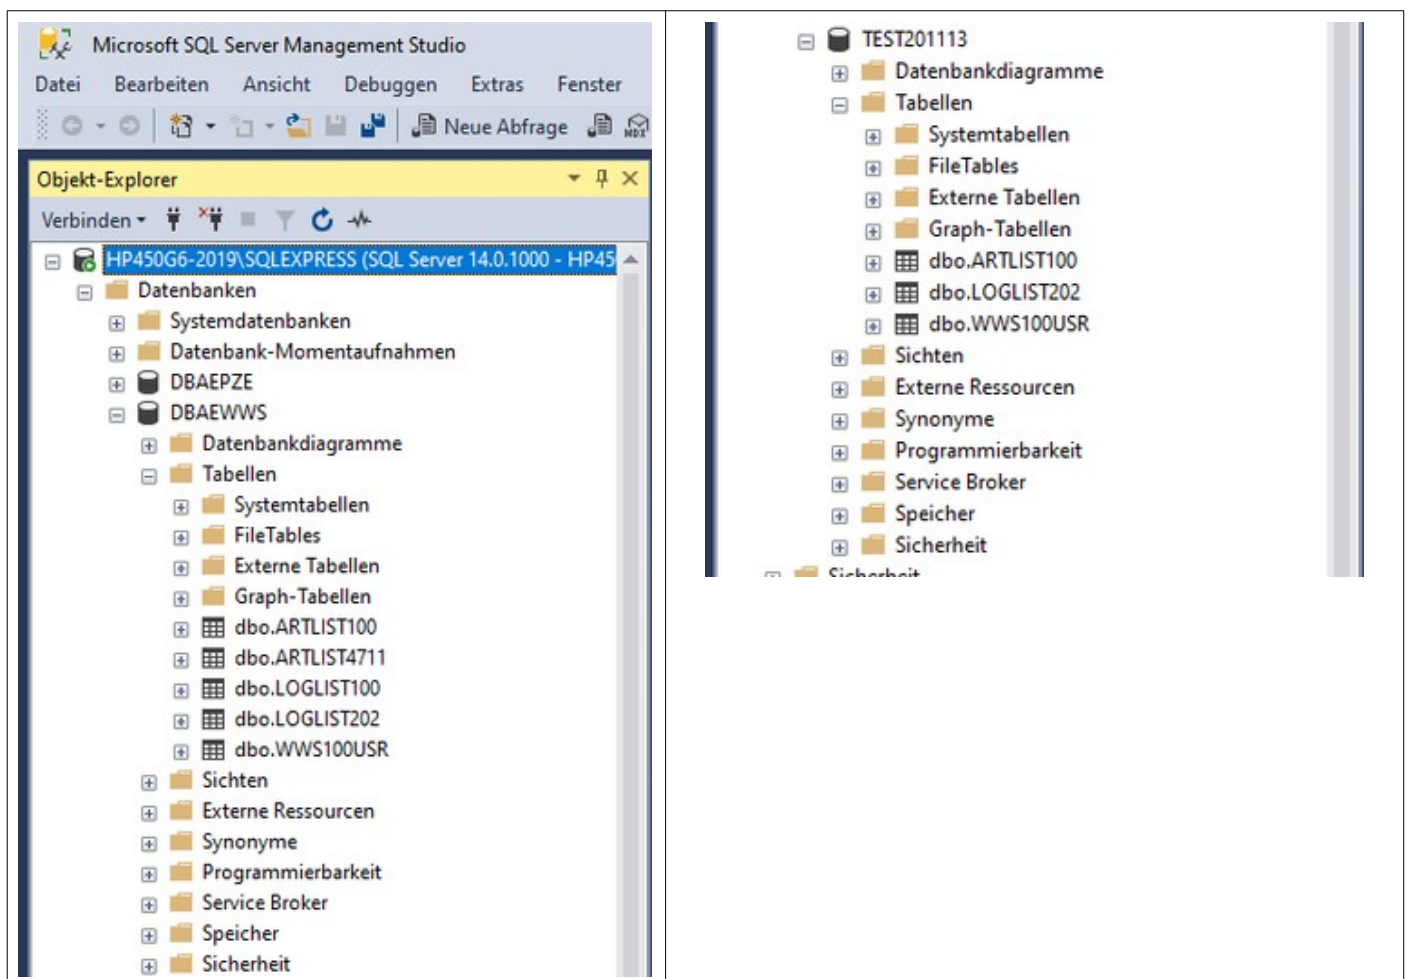 Microsoft SQL Server Management Studio
Datei Bearbeiten Ansicht Debuggen Extras Fenster
Neue Abfrage MDX
Objekt-Explorer
Verbinden
HP450G6-2019\SQLEXPRESS (SQL Server 14.0.1000 - HP45
Datenbanken
Systemdatenbanken
Datenbank-Momentaufnahmen
DBAEPZE
DBAEWWS
Datenbankdiagramme
Tabellen
Systemtabellen
FileTables
Externe Tabellen
Graph-Tabellen
dbo.ARTLIST100
dbo.ARTLIST4711
dbo.LOGLIST100
dbo.LOGLIST202
dbo.WWS100USR
Sichten
Externe Ressourcen
Synonyme
Programmierbarkeit
Service Broker
Speicher
Sicherheit
TEST201113
Datenbankdiagramme
Tabellen
Systemtabellen
FileTables
Externe Tabellen
Graph-Tabellen
dbo.ARTLIST100
dbo.LOGLIST202
dbo.WWS100USR
Sichten
Externe Ressourcen
Synonyme
Programmierbarkeit
Service Broker
Speicher
Sicherheit
Sicherheit